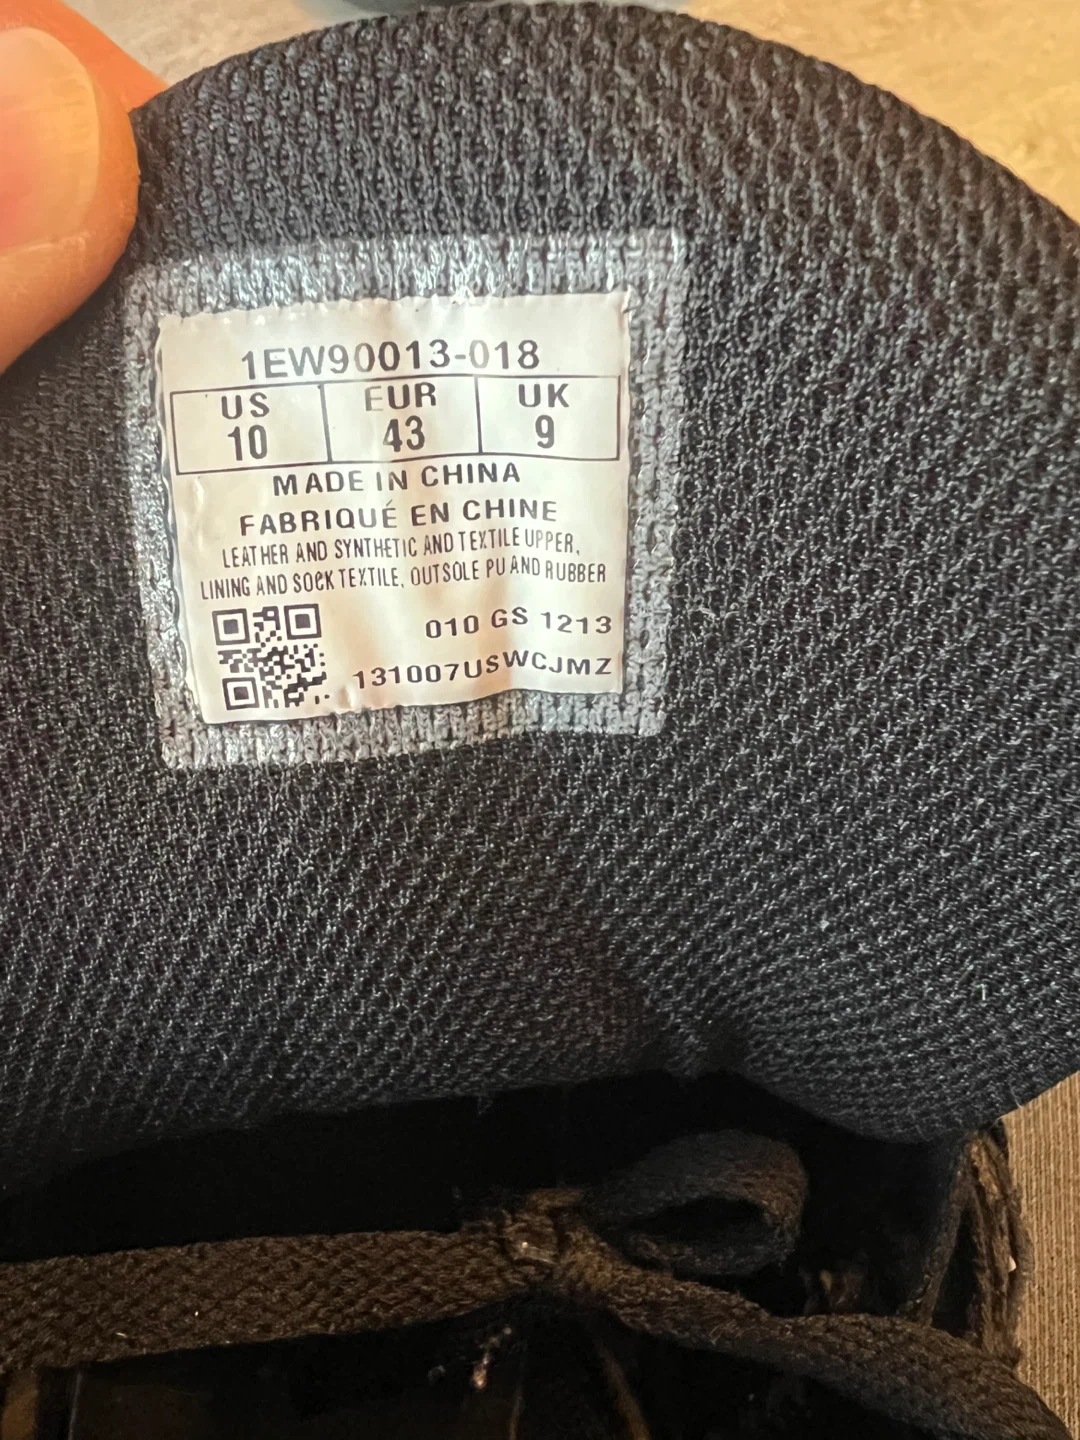 1EW90013-018
US EUR UK
10 43 9
MADE IN CHINA
FABRIQUÉ EN CHINE
LEATHER AND SYNTHETIC AND TEXTILE UPPER,
LINING AND SOCK TEXTILE, OUTSOLE PU AND RUBBER
010 GS 1213
131007USWCJMZ